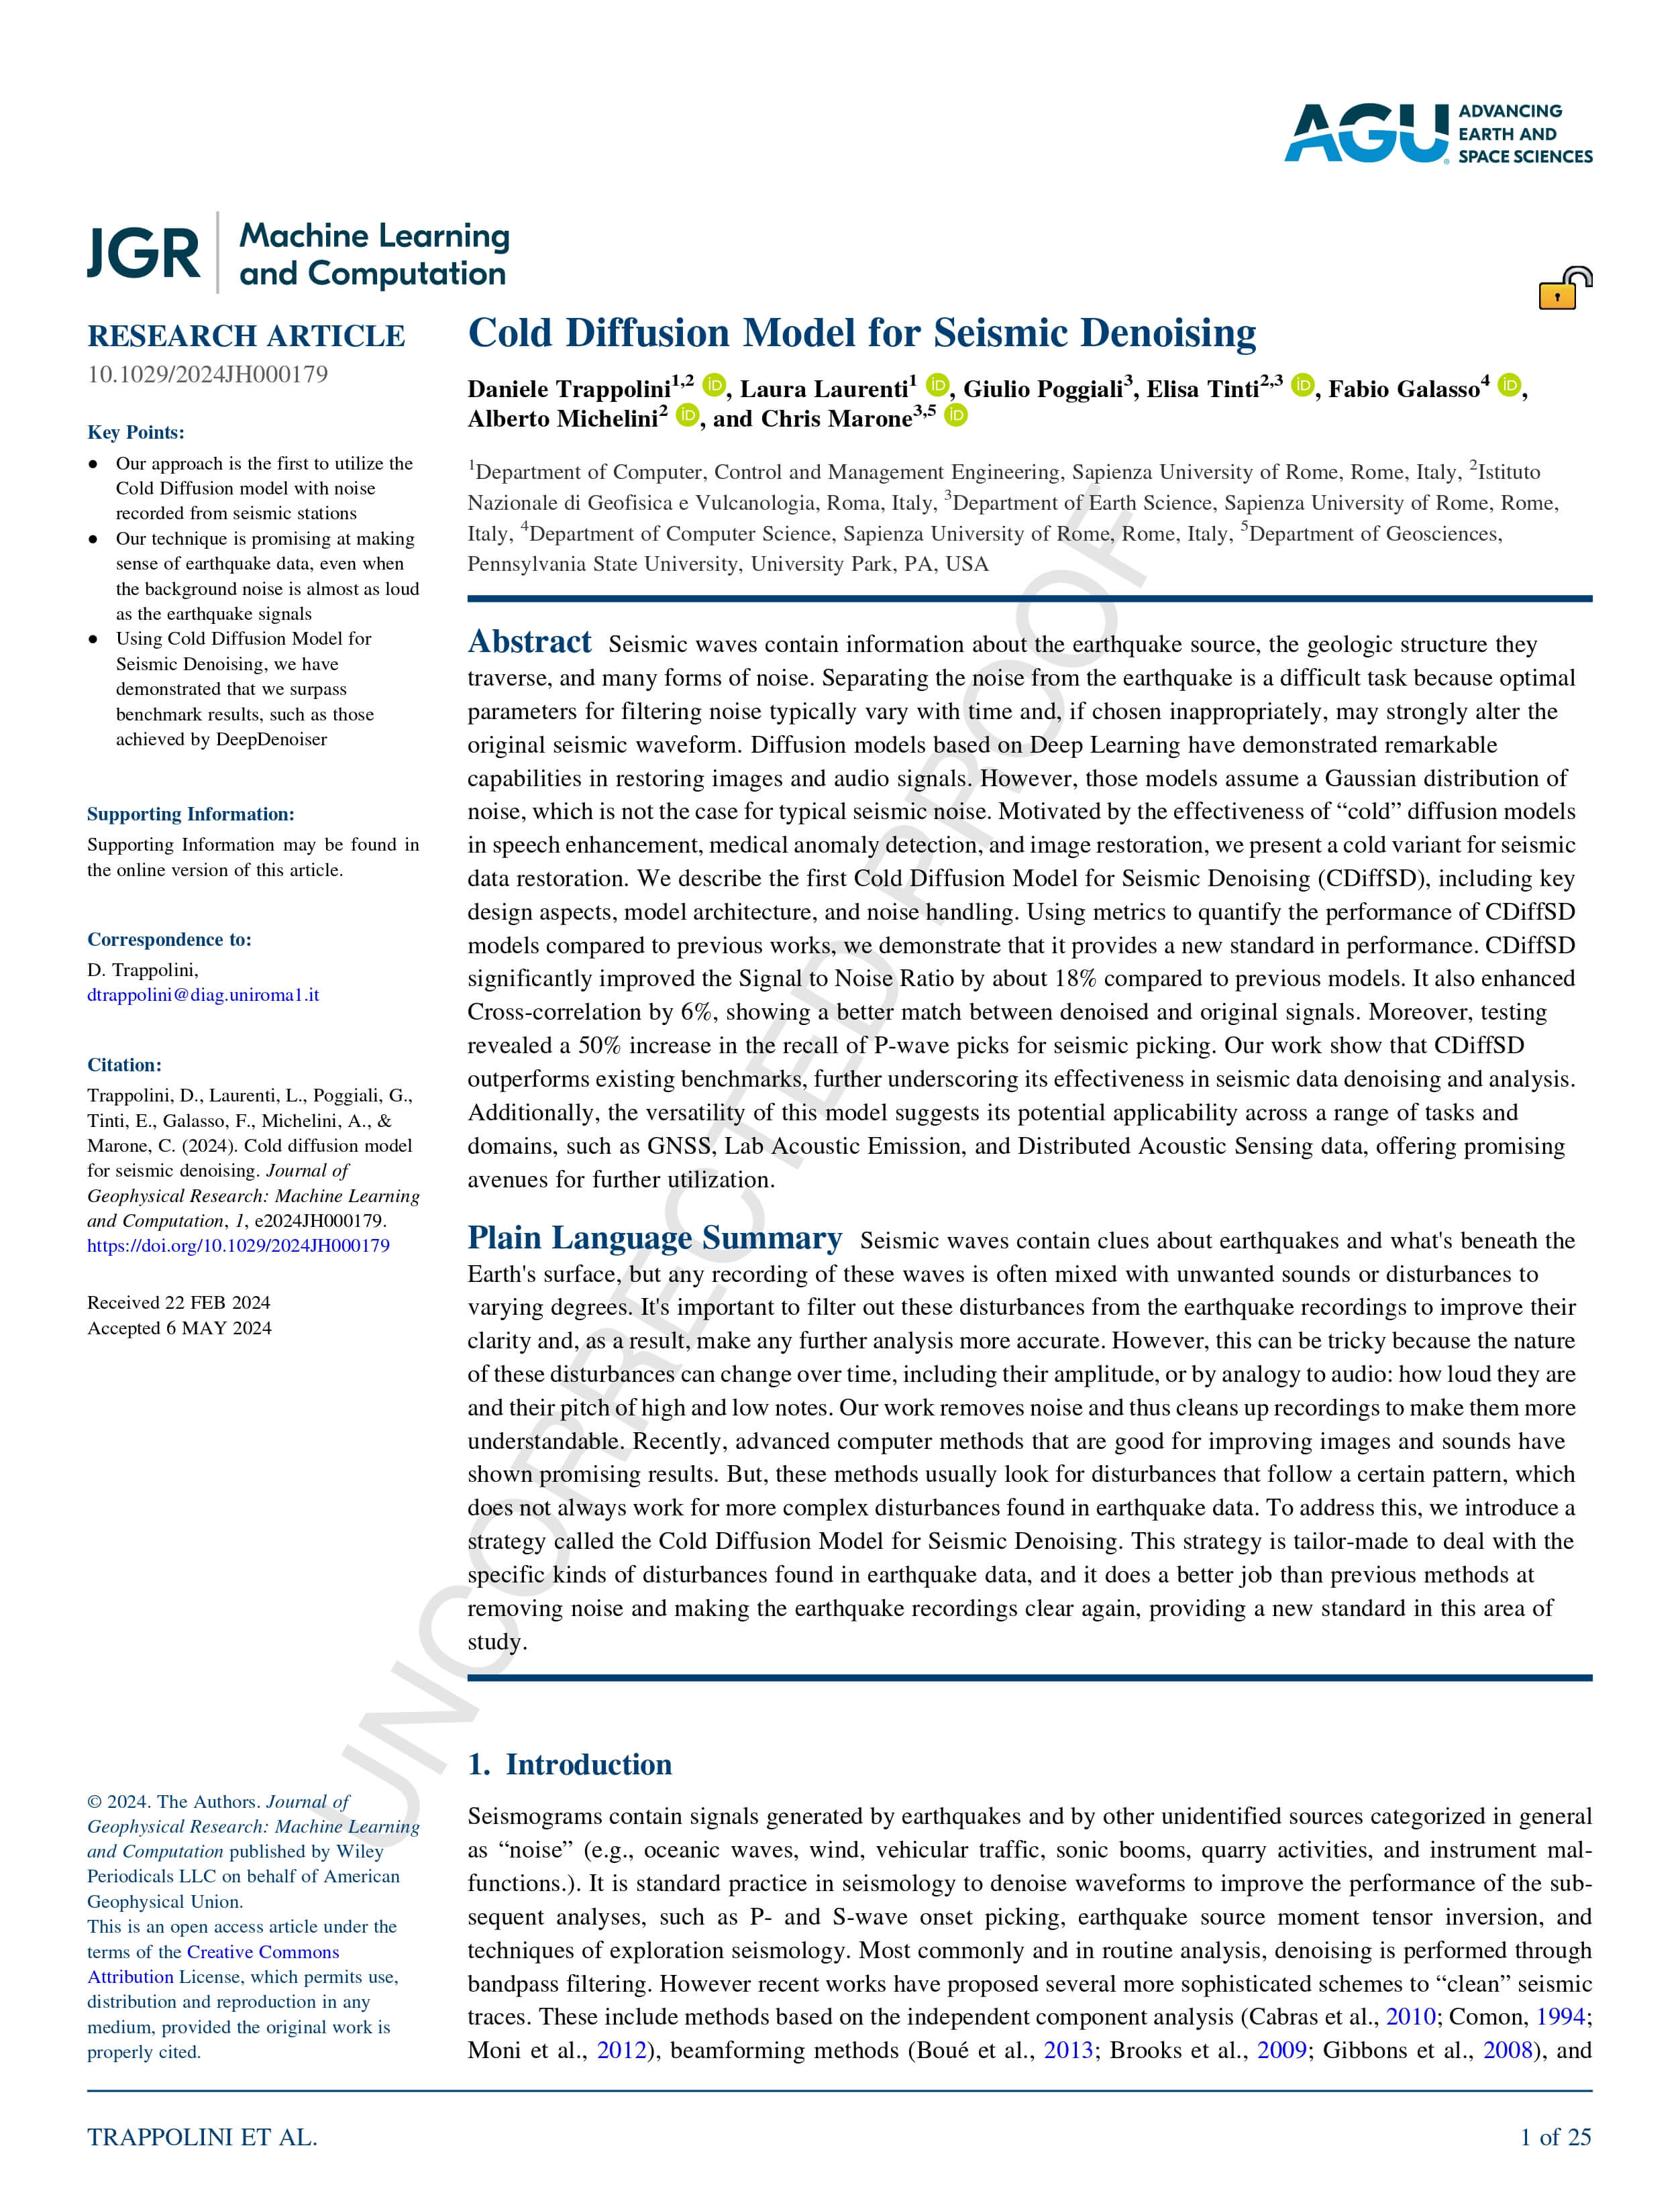 AGU ADVANCING
EARTH AND
SPACE SCIENCES
JGR Machine Learning
and Computation
RESEARCH ARTICLE
10.1029/2024JH000179
Key Points:
● Our approach is the first to utilize the
Cold Diffusion model with noise
recorded from seismic stations
● Our technique is promising at making
sense of earthquake data, even when
the background noise is almost as loud
as the earthquake signals
● Using Cold Diffusion Model for
Seismic Denoising, we have
demonstrated that we surpass
benchmark results, such as those
achieved by DeepDenoiser
Supporting Information:
Supporting Information may be found in
the online version of this article.
Correspondence to:
D. Trappolini,
dtrappolini@diag.uniroma1.it
Citation:
Trappolini, D., Laurenti, L., Poggiali, G.,
Tinti, E., Galasso, F., Michelini, A., &
Marone, C. (2024). Cold diffusion model
for seismic denoising. Journal of
Geophysical Research: Machine Learning
and Computation, 1, e2024JH000179.
https://doi.org/10.1029/2024JH000179
Received 22 FEB 2024
Accepted 6 MAY 2024
© 2024. The Authors. Journal of
Geophysical Research: Machine Learning
and Computation published by Wiley
Periodicals LLC on behalf of American
Geophysical Union.
This is an open access article under the
terms of the Creative Commons
Attribution License, which permits use,
distribution and reproduction in any
medium, provided the original work is
properly cited.
Cold Diffusion Model for Seismic Denoising
Daniele Trappolini1,2 iD, Laura Laurenti1 iD, Giulio Poggiali3, Elisa Tinti2,3 iD, Fabio Galasso4 iD,
Alberto Michelini2 iD, and Chris Marone3,5 iD
1Department of Computer, Control and Management Engineering, Sapienza University of Rome, Rome, Italy, 2Istituto
Nazionale di Geofisica e Vulcanologia, Roma, Italy, 3Department of Earth Science, Sapienza University of Rome, Rome,
Italy, 4Department of Computer Science, Sapienza University of Rome, Rome, Italy, 5Department of Geosciences,
Pennsylvania State University, University Park, PA, USA
Abstract Seismic waves contain information about the earthquake source, the geologic structure they
traverse, and many forms of noise. Separating the noise from the earthquake is a difficult task because optimal
parameters for filtering noise typically vary with time and, if chosen inappropriately, may strongly alter the
original seismic waveform. Diffusion models based on Deep Learning have demonstrated remarkable
capabilities in restoring images and audio signals. However, those models assume a Gaussian distribution of
noise, which is not the case for typical seismic noise. Motivated by the effectiveness of “cold” diffusion models
in speech enhancement, medical anomaly detection, and image restoration, we present a cold variant for seismic
data restoration. We describe the first Cold Diffusion Model for Seismic Denoising (CDiffSD), including key
design aspects, model architecture, and noise handling. Using metrics to quantify the performance of CDiffSD
models compared to previous works, we demonstrate that it provides a new standard in performance. CDiffSD
significantly improved the Signal to Noise Ratio by about 18% compared to previous models. It also enhanced
Cross-correlation by 6%, showing a better match between denoised and original signals. Moreover, testing
revealed a 50% increase in the recall of P-wave picks for seismic picking. Our work show that CDiffSD
outperforms existing benchmarks, further underscoring its effectiveness in seismic data denoising and analysis.
Additionally, the versatility of this model suggests its potential applicability across a range of tasks and
domains, such as GNSS, Lab Acoustic Emission, and Distributed Acoustic Sensing data, offering promising
avenues for further utilization.
Plain Language Summary Seismic waves contain clues about earthquakes and what's beneath the
Earth's surface, but any recording of these waves is often mixed with unwanted sounds or disturbances to
varying degrees. It's important to filter out these disturbances from the earthquake recordings to improve their
clarity and, as a result, make any further analysis more accurate. However, this can be tricky because the nature
of these disturbances can change over time, including their amplitude, or by analogy to audio: how loud they are
and their pitch of high and low notes. Our work removes noise and thus cleans up recordings to make them more
understandable. Recently, advanced computer methods that are good for improving images and sounds have
shown promising results. But, these methods usually look for disturbances that follow a certain pattern, which
does not always work for more complex disturbances found in earthquake data. To address this, we introduce a
strategy called the Cold Diffusion Model for Seismic Denoising. This strategy is tailor-made to deal with the
specific kinds of disturbances found in earthquake data, and it does a better job than previous methods at
removing noise and making the earthquake recordings clear again, providing a new standard in this area of
study.
1. Introduction
Seismograms contain signals generated by earthquakes and by other unidentified sources categorized in general
as “noise” (e.g., oceanic waves, wind, vehicular traffic, sonic booms, quarry activities, and instrument mal-
functions.). It is standard practice in seismology to denoise waveforms to improve the performance of the sub-
sequent analyses, such as P- and S-wave onset picking, earthquake source moment tensor inversion, and
techniques of exploration seismology. Most commonly and in routine analysis, denoising is performed through
bandpass filtering. However recent works have proposed several more sophisticated schemes to “clean” seismic
traces. These include methods based on the independent component analysis (Cabras et al., 2010; Comon, 1994;
Moni et al., 2012), beamforming methods (Boué et al., 2013; Brooks et al., 2009; Gibbons et al., 2008), and
UNCORRECTED PROOF
TRAPPOLINI ET AL.
1 of 25